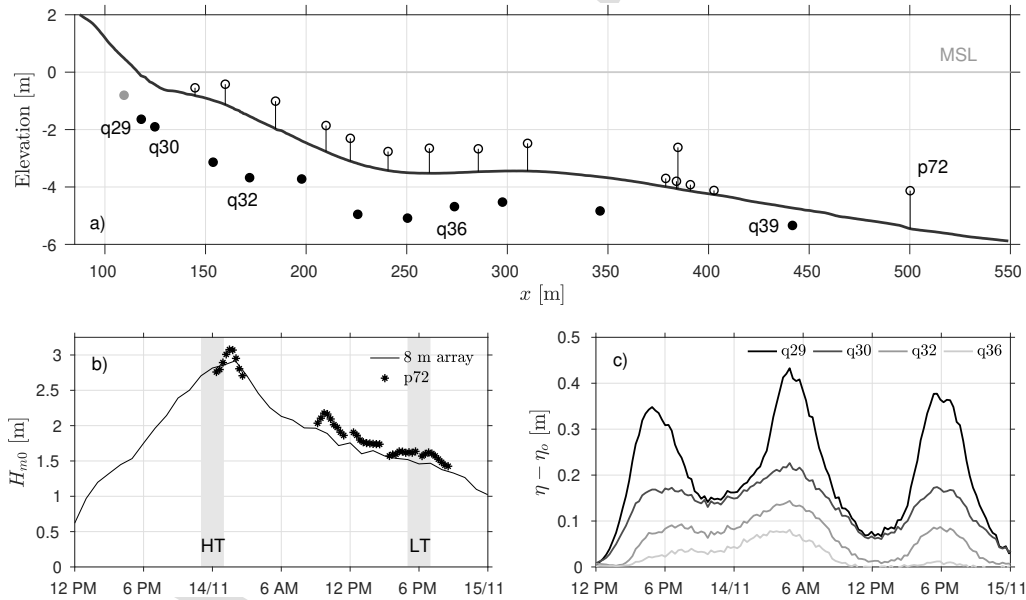 2
0
-2
-4
-6
Elevation [m]
MSL
q29
q30
q32
q36
q39
p72
a)
100
150
200
250
300
350
400
450
500
550
x [m]
b)
8 m array
p72
3
2.5
2
1.5
1
0.5
0
H_{m0} [m]
HT
LT
12 PM
6 PM
14/11
6 AM
12 PM
6 PM
15/11
c)
q29
q30
q32
q36
0.5
0.4
0.3
0.2
0.1
0
η − η_o [m]
12 PM
6 PM
14/11
6 AM
12 PM
6 PM
15/11